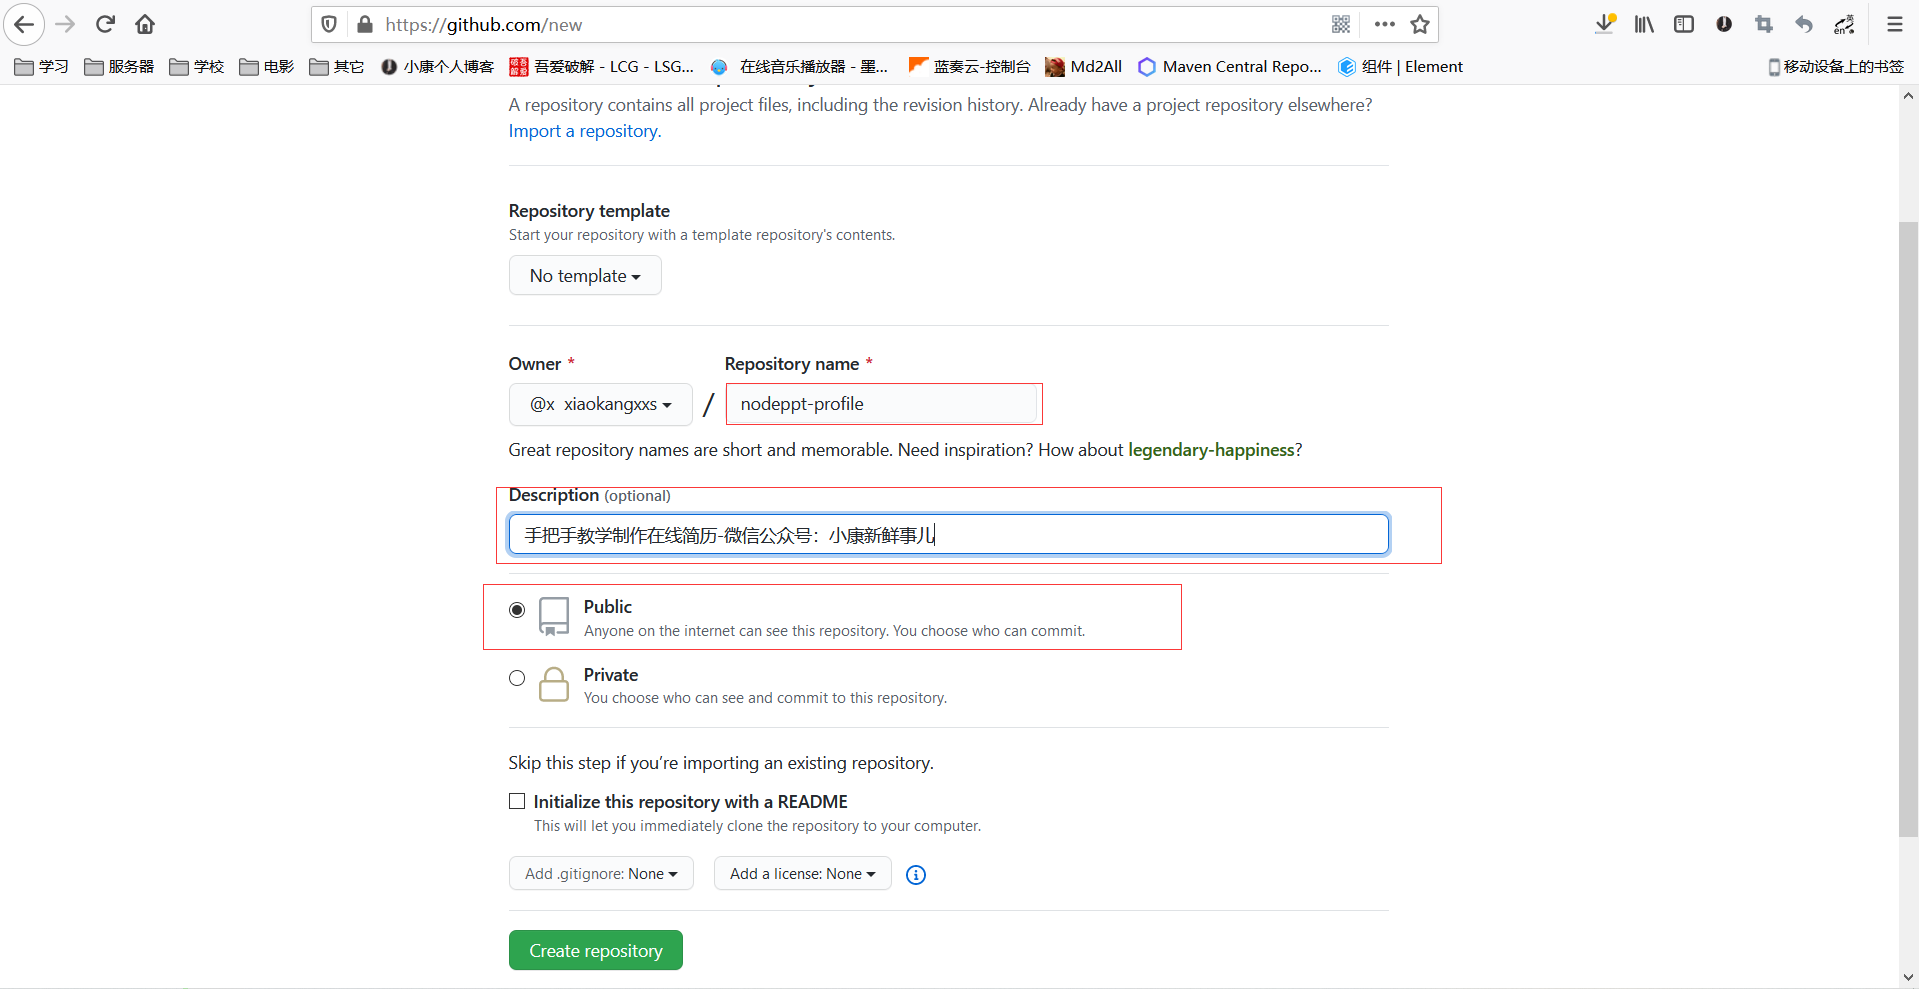 https://github.com/new
en 英
学习 服务器 学校 电影 其它 小康个人博客 吾爱破解 - LCG - LSG... 在线音乐播放器 - 墨... 蓝奏云-控制台 Md2All Maven Central Repo... 组件 | Element 移动设备上的书签
A repository contains all project files, including the revision history. Already have a project repository elsewhere?
Import a repository.
Repository template
Start your repository with a template repository's contents.
No template
Owner * Repository name *
@x xiaokangxxs / nodeppt-profile
Great repository names are short and memorable. Need inspiration? How about legendary-happiness?
Description (optional)
手把手教学制作在线简历-微信公众号：小康新鲜事儿
Public
Anyone on the internet can see this repository. You choose who can commit.
Private
You choose who can see and commit to this repository.
Skip this step if you’re importing an existing repository.
Initialize this repository with a README
This will let you immediately clone the repository to your computer.
Add .gitignore: None Add a license: None
Create repository